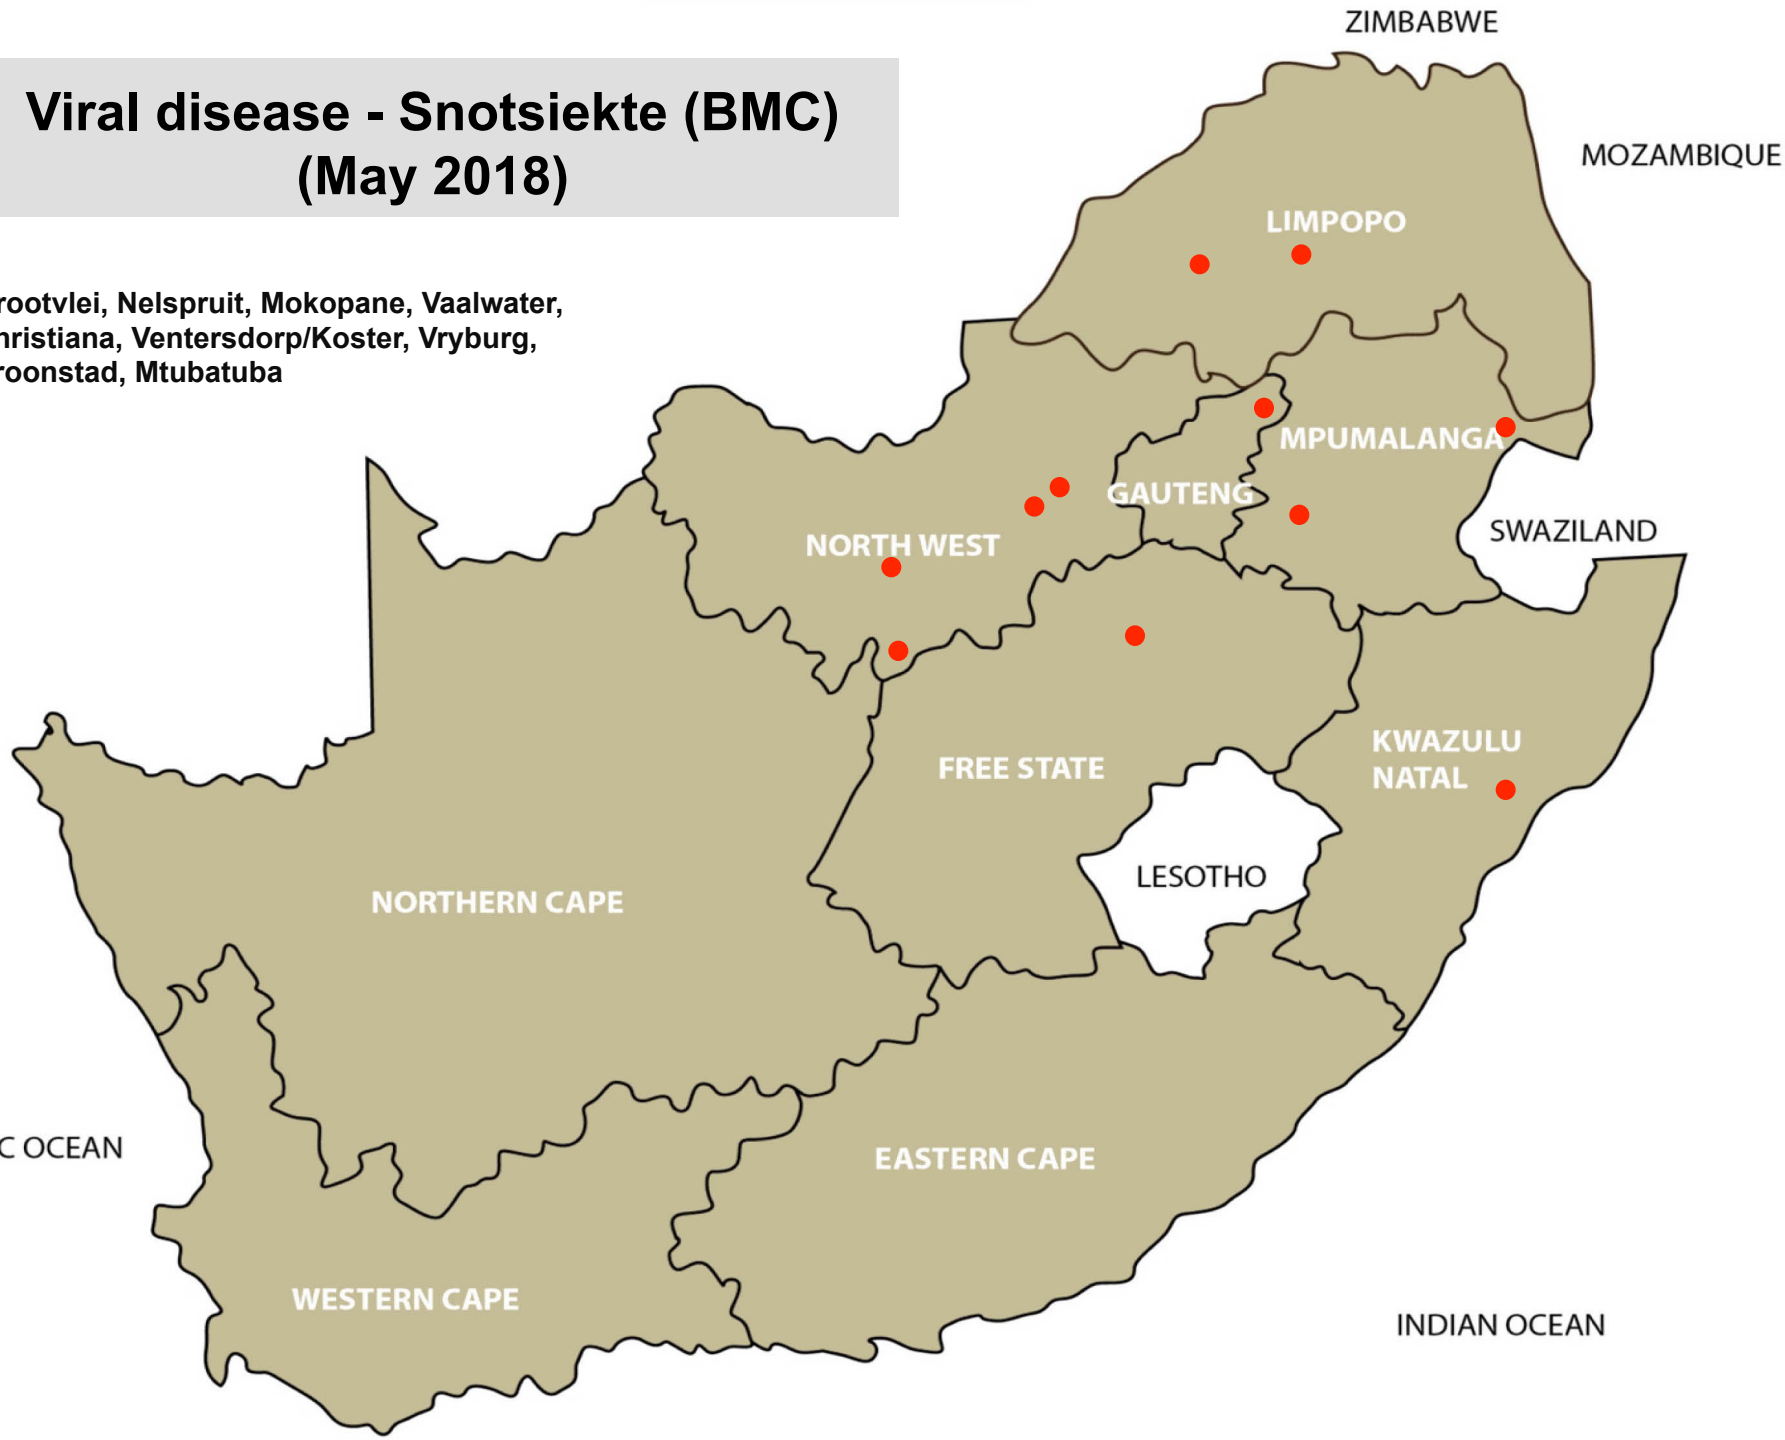 ZIMBABWE
Viral disease - Snotsiekte (BMC)
(May 2018)
MOZAMBIQUE
LIMPOPO
rootvlei, Nelspruit, Mokopane, Vaalwater,
hristiana, Ventersdorp/Koster, Vryburg,
roonstad, Mtubatuba
MPUMALANGA
GAUTENG
SWAZILAND
NORTH WEST
KWAZULU
NATAL
FREE STATE
LESOTHO
NORTHERN CAPE
C OCEAN
EASTERN CAPE
WESTERN CAPE
INDIAN OCEAN